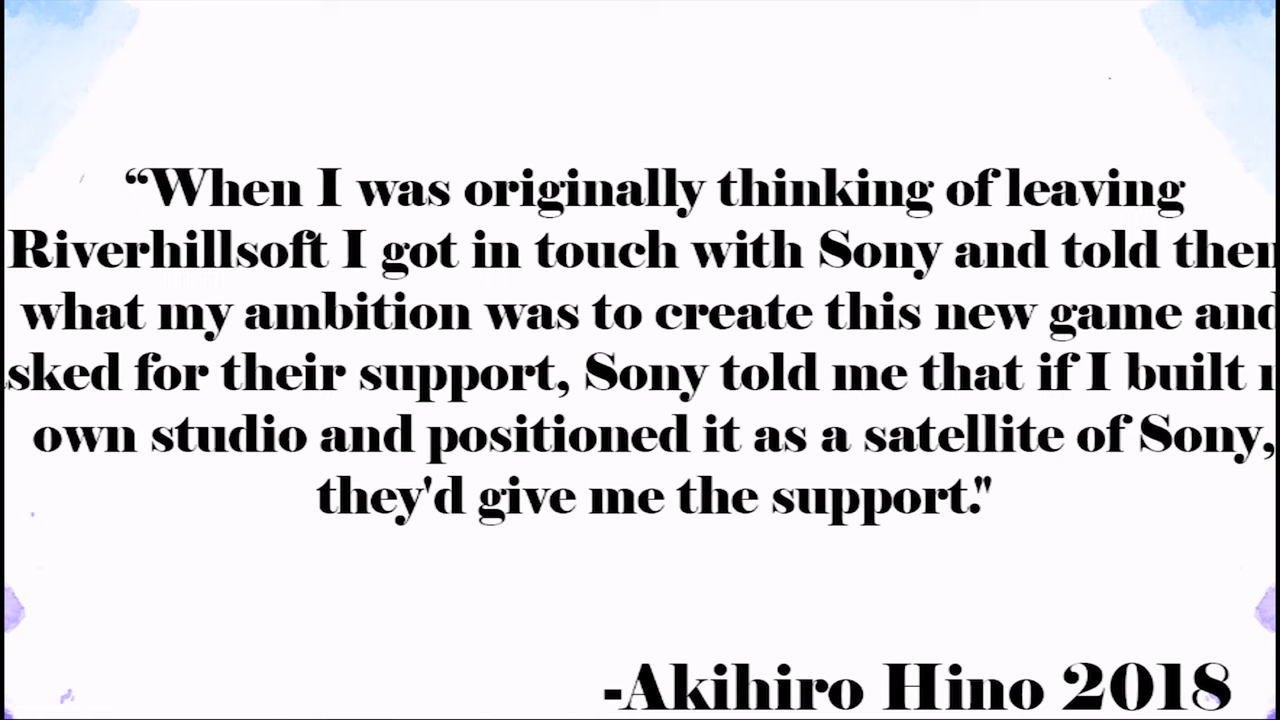 “When I was originally thinking of leaving
Riverhillsoft I got in touch with Sony and told
what my ambition was to create this new game and
for their support, Sony told me that if I built
own studio and positioned it as a satellite of Sony,
they'd give me the support."
-Akihiro Hino 2018